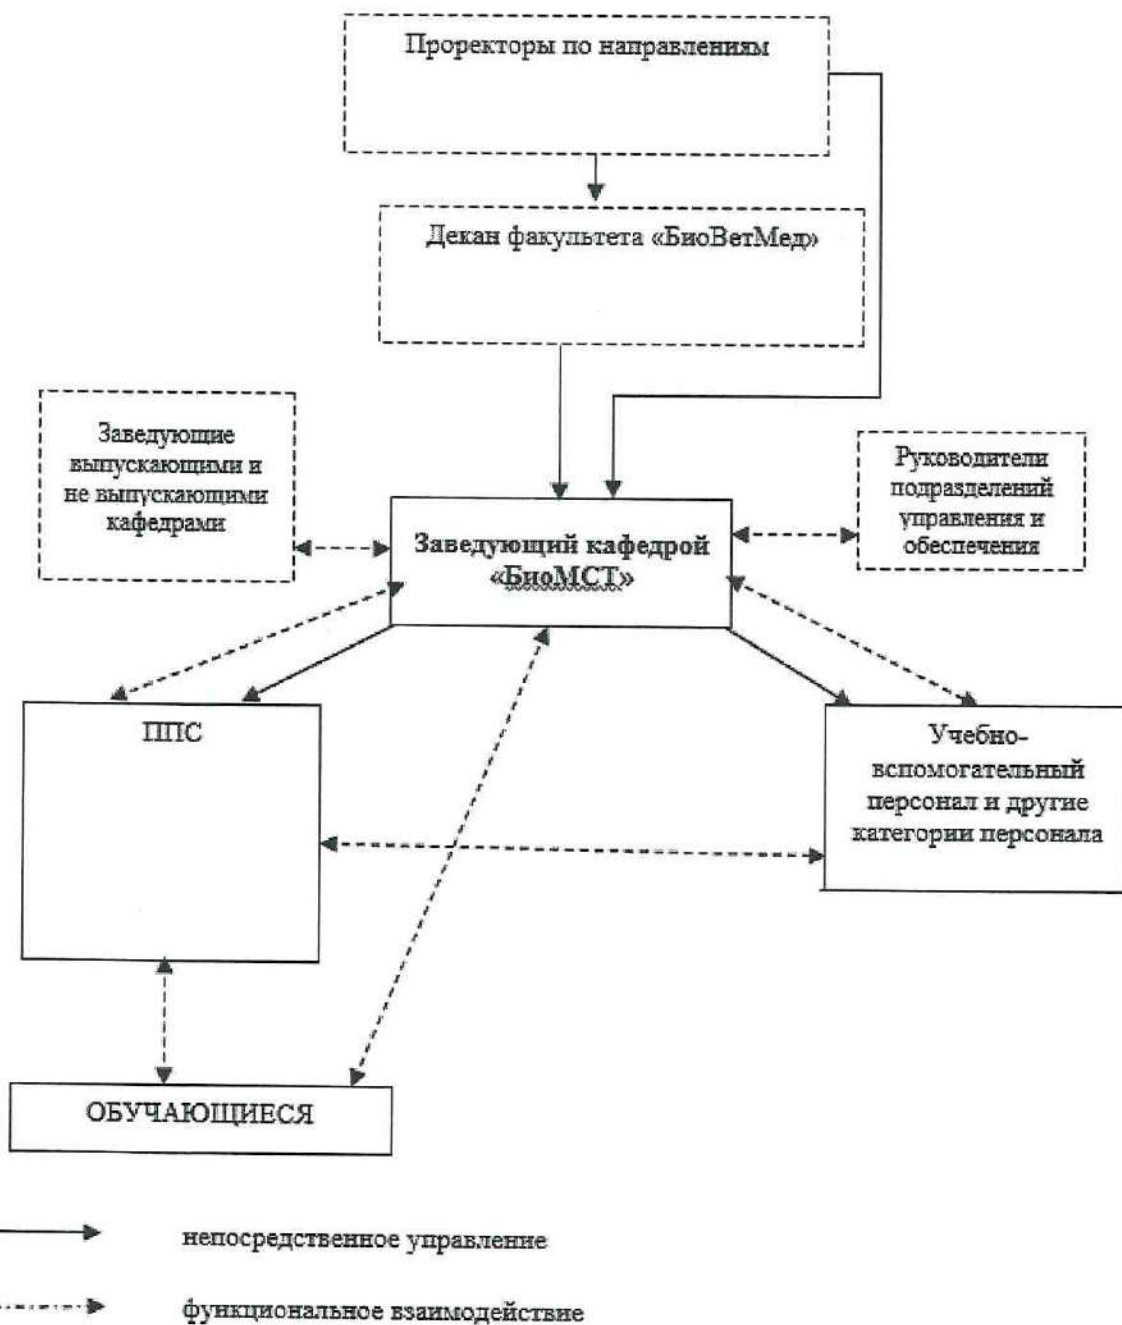 Проректоры по направлениям
Декан факультета «БиоВетМед»
Заведующие
выпускающими и
не выпускающими
кафедрами
Руководители
подразделений
управления и
обеспечения
Заведующий кафедрой
«БиоМСТ»
ППС
Учебно-
вспомогательный
персонал и другие
категории персонала
ОБУЧАЮЩИЕСЯ
непосредственное управление
функциональное взаимодействие